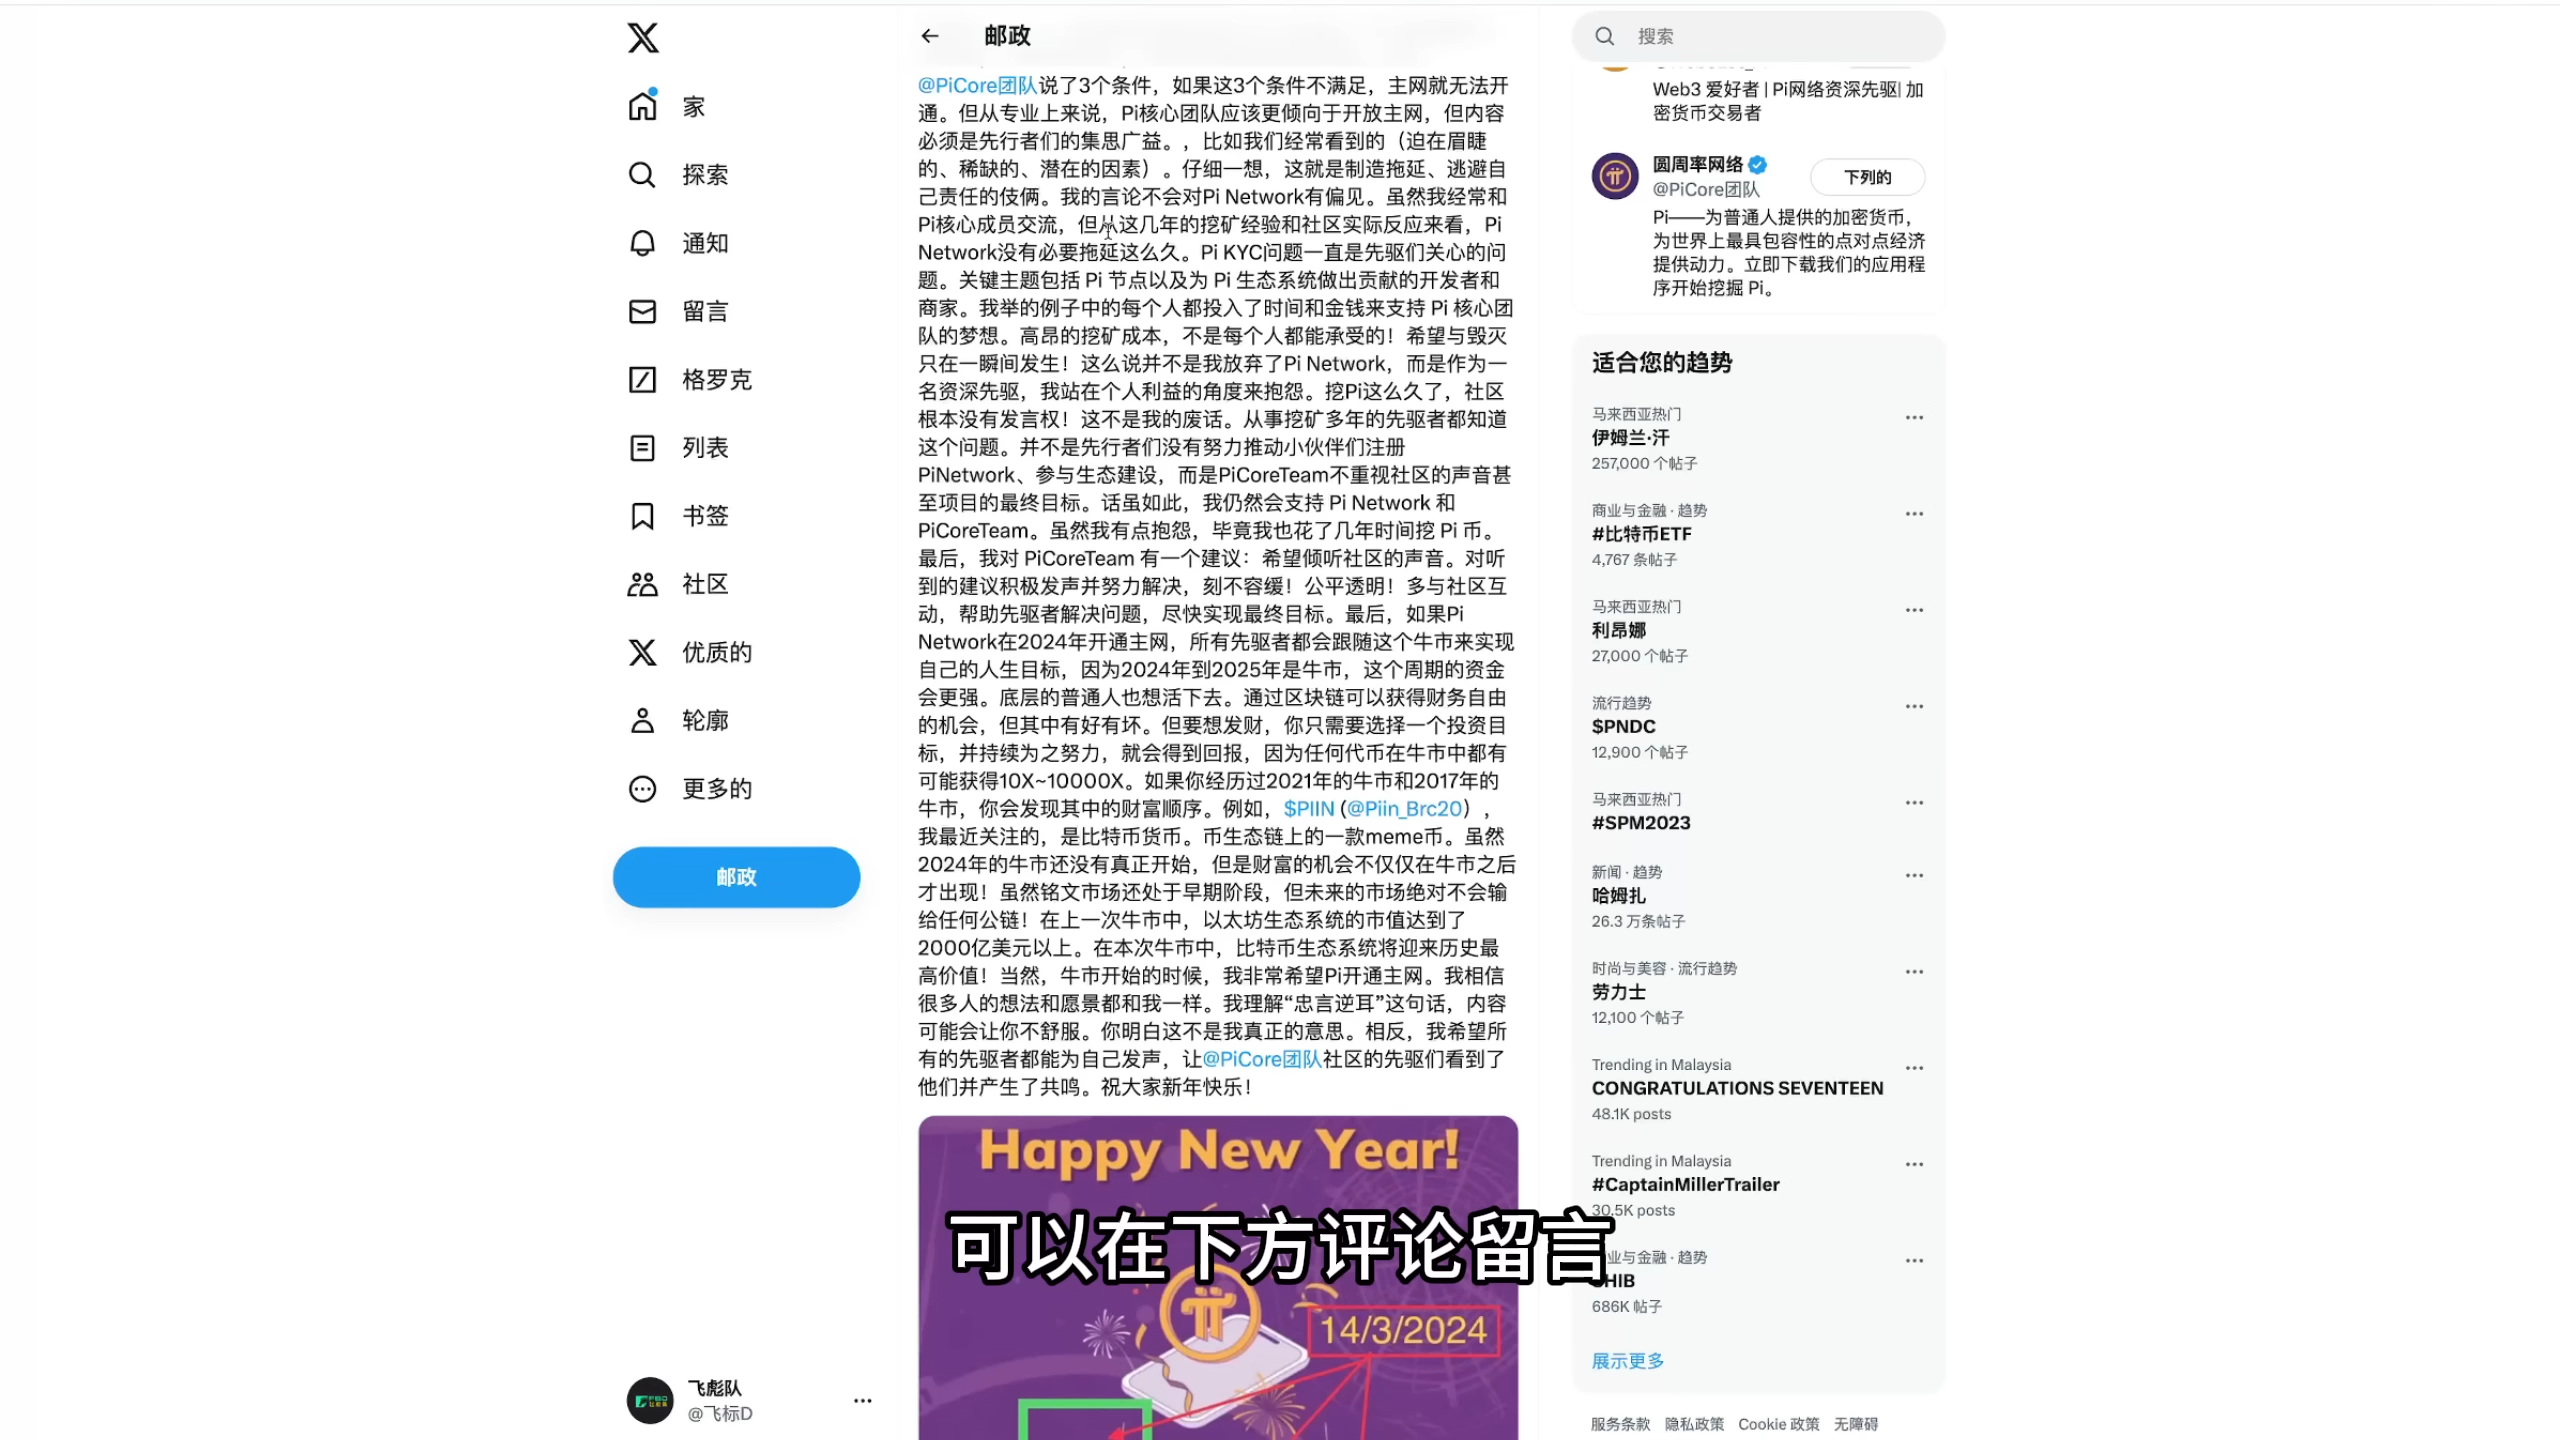 家
探索
通知
留言
格罗克
列表
书签
社区
优质的
轮廓
更多的
邮政
飞彪队
@飞标D
邮政
@PiCore团队说了3个条件，如果这3个条件不满足，主网就无法开
通。但从专业上来说，Pi核心团队应该更倾向于开放主网，但内容
必须是先行者们的集思广益。，比如我们经常看到的（迫在眉睫
的、稀缺的、潜在的因素）。仔细一想，这就是制造拖延、逃避自
己责任的伎俩。我的言论不会对Pi Network有偏见。虽然我经常和
Pi核心成员交流，但从这几年的挖矿经验和社区实际反应来看，Pi
Network没有必要拖延这么久。Pi KYC问题一直是先驱们关心的问
题。关键主题包括 Pi 节点以及为 Pi 生态系统做出贡献的开发者和
商家。我举的例子中的每个人都投入了时间和金钱来支持 Pi 核心团
队的梦想。高昂的挖矿成本，不是每个人都能承受的！希望与毁灭
只在一瞬间发生！这么说并不是我放弃了Pi Network，而是作为一
名资深先驱，我站在个人利益的角度来抱怨。挖Pi这么久了，社区
根本没有发言权！这不是我的废话。从事挖矿多年的先驱者都知道
这个问题。并不是先行者们没有努力推动小伙伴们注册
PiNetwork、参与生态建设，而是PiCoreTeam不重视社区的声音甚
至项目的最终目标。话虽如此，我仍然会支持 Pi Network 和
PiCoreTeam。虽然我有点抱怨，毕竟我也花了几年时间挖 Pi 币。
最后，我对 PiCoreTeam 有一个建议：希望倾听社区的声音。对听
到的建议积极发声并努力解决，刻不容缓！公平透明！多与社区互
动，帮助先驱者解决问题，尽快实现最终目标。最后，如果Pi
Network在2024年开通主网，所有先驱者都会跟随这个牛市来实现
自己的人生目标，因为2024年到2025年是牛市，这个周期的资金
会更强。底层的普通人也想活下去。通过区块链可以获得财务自由
的机会，但其中有好有坏。但要想发财，你只需要选择一个投资目
标，并持续为之努力，就会得到回报，因为任何代币在牛市中都有
可能获得10X~10000X。如果你经历过2021年的牛市和2017年的
牛市，你会发现其中的财富顺序。例如，$PIIN (@Piin_Brc20），
我最近关注的，是比特币货币。币生态链上的一款meme币。虽然
2024年的牛市还没有真正开始，但是财富的机会不仅仅在牛市之后
才出现！虽然铭文市场还处于早期阶段，但未来的市场绝对不会输
给任何公链！在上一次牛市中，以太坊生态系统的市值达到了
2000亿美元以上。在本次牛市中，比特币生态系统将迎来历史最
高价值！当然，牛市开始的时候，我非常希望Pi开通主网。我相信
很多人的想法和愿景都和我一样。我理解“忠言逆耳”这句话，内容
可能会让你不舒服。你明白这不是我真正的意思。相反，我希望所
有的先驱者都能为自己发声，让@PiCore团队社区的先驱们看到了
他们并产生了共鸣。祝大家新年快乐！
Happy New Year!
可以在下方评论留言
14/3/2024
搜索
Web3 爱好者 | Pi网络资深先驱| 加
密货币交易者
圆周率网络
@PiCore团队
下列的
Pi——为普通人提供的加密货币，
为世界上最具包容性的点对点经济
提供动力。立即下载我们的应用程
序开始挖掘 Pi。
适合您的趋势
马来西亚热门
伊姆兰·汗
257,000 个帖子
商业与金融 · 趋势
#比特币ETF
4,767 条帖子
马来西亚热门
利昂娜
27,000 个帖子
流行趋势
$PNDC
12,900 个帖子
马来西亚热门
#SPM2023
新闻 · 趋势
哈姆扎
26.3 万条帖子
时尚与美容 · 流行趋势
劳力士
12,100 个帖子
Trending in Malaysia
CONGRATULATIONS SEVENTEEN
48.1K posts
Trending in Malaysia
#CaptainMillerTrailer
30.5K posts
业与金融 · 趋势
HIB
686K 帖子
展示更多
服务条款 隐私政策 Cookie 政策 无障碍